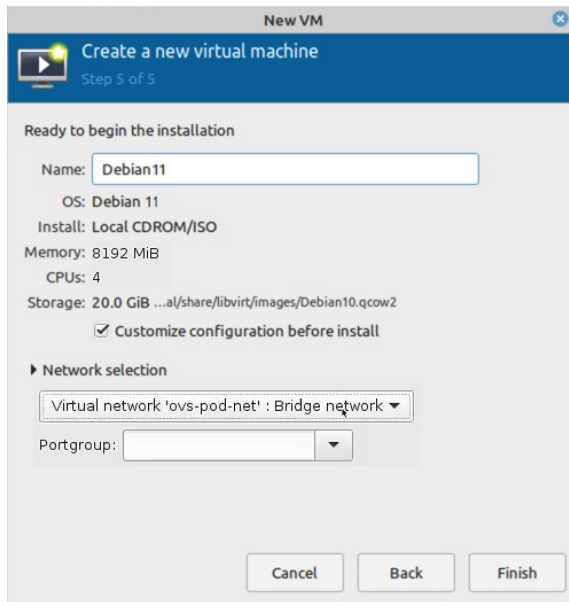 New VM
Create a new virtual machine
Step 5 of 5
Ready to begin the installation
Name: Debian11
OS: Debian 11
Install: Local CDROM/ISO
Memory: 8192 MiB
CPUs: 4
Storage: 20.0 GiB ...al/share/libvirt/images/Debian10.qcow2
Customize configuration before install
Network selection
Virtual network 'ovs-pod-net' : Bridge network
Portgroup:
Cancel Back Finish